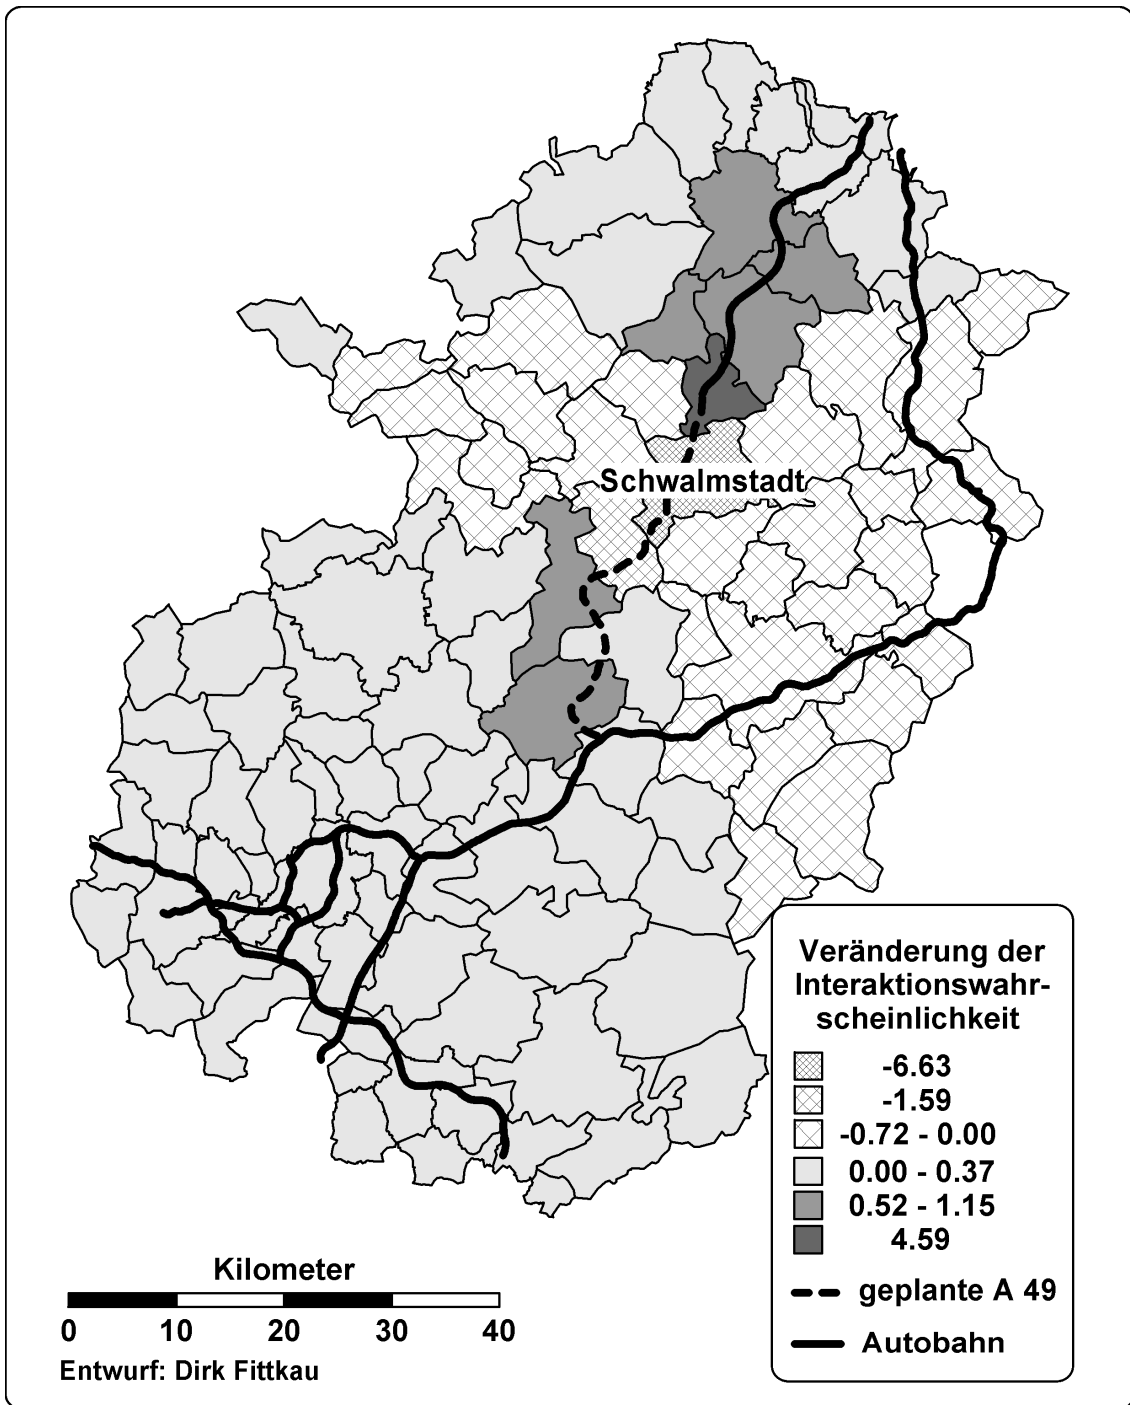 Schwalmstadt
Veränderung der
Interaktionswahr-
scheinlichkeit
-6.63
-1.59
-0.72 - 0.00
0.00 - 0.37
0.52 - 1.15
4.59
geplante A 49
Autobahn
Kilometer
0 10 20 30 40
Entwurf: Dirk Fittkau